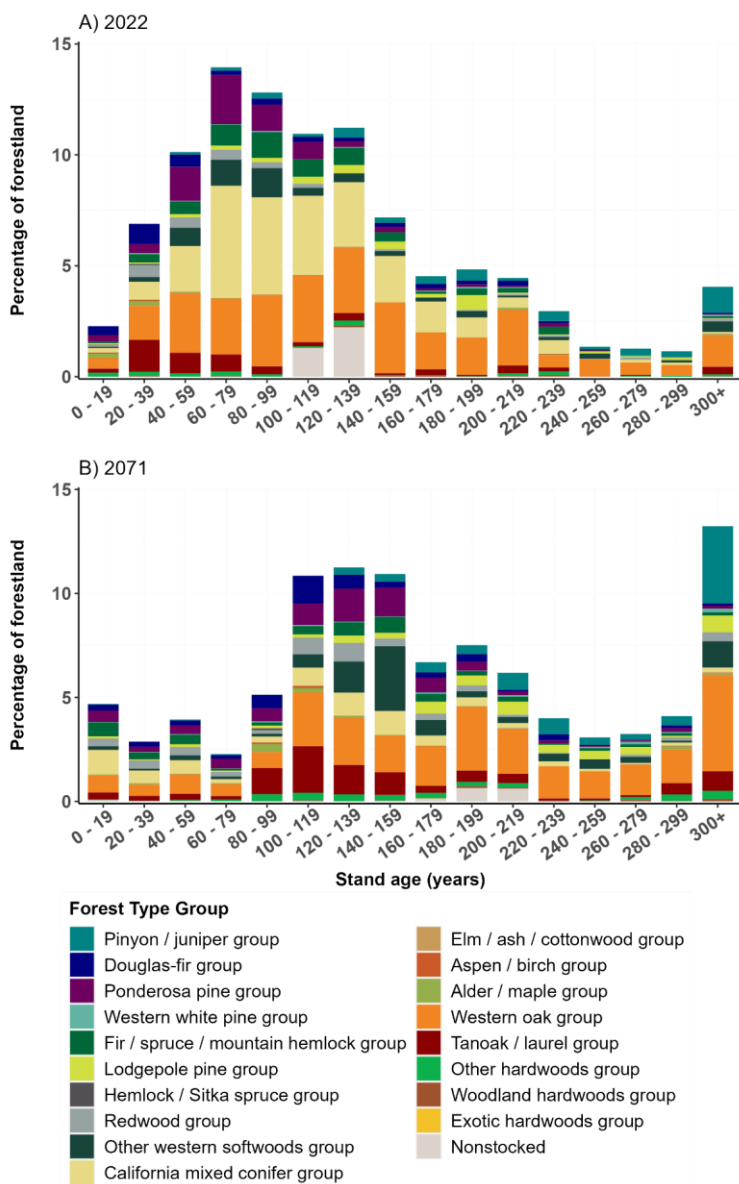 A) 2022
Percentage of forestland
15
10
5
0
0 - 19
20 - 39
40 - 59
60 - 79
80 - 99
100 - 119
120 - 139
140 - 159
160 - 179
180 - 199
200 - 219
220 - 239
240 - 259
260 - 279
280 - 299
300+
B) 2071
Percentage of forestland
15
10
5
0
0 - 19
20 - 39
40 - 59
60 - 79
80 - 99
100 - 119
120 - 139
140 - 159
160 - 179
180 - 199
200 - 219
220 - 239
240 - 259
260 - 279
280 - 299
300+
Stand age (years)
Forest Type Group
Pinyon / juniper group
Douglas-fir group
Ponderosa pine group
Western white pine group
Fir / spruce / mountain hemlock group
Lodgepole pine group
Hemlock / Sitka spruce group
Redwood group
Other western softwoods group
California mixed conifer group
Elm / ash / cottonwood group
Aspen / birch group
Alder / maple group
Western oak group
Tanoak / laurel group
Other hardwoods group
Woodland hardwoods group
Exotic hardwoods group
Nonstocked